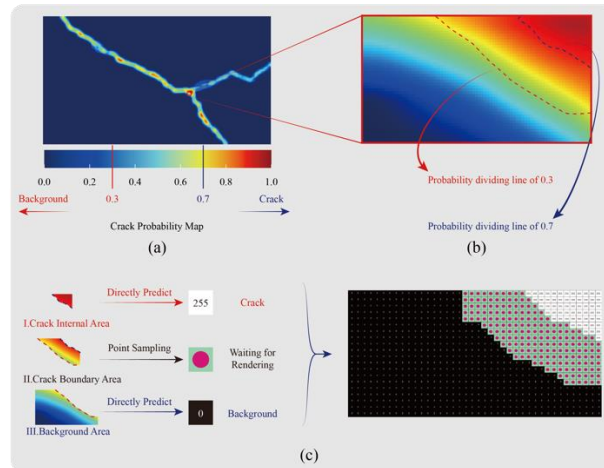 0.0 0.2 0.4 0.6 0.8 1.0
Background 0.3 0.7 Crack
Crack Probability Map
(a)
Probability dividing line of 0.3
Probability dividing line of 0.7
(b)
Directly Predict
255
Crack
I.Crack Internal Area
Point Sampling
Waiting for
Rendering
II.Crack Boundary Area
Directly Predict
0
Background
III.Background Area
(c)